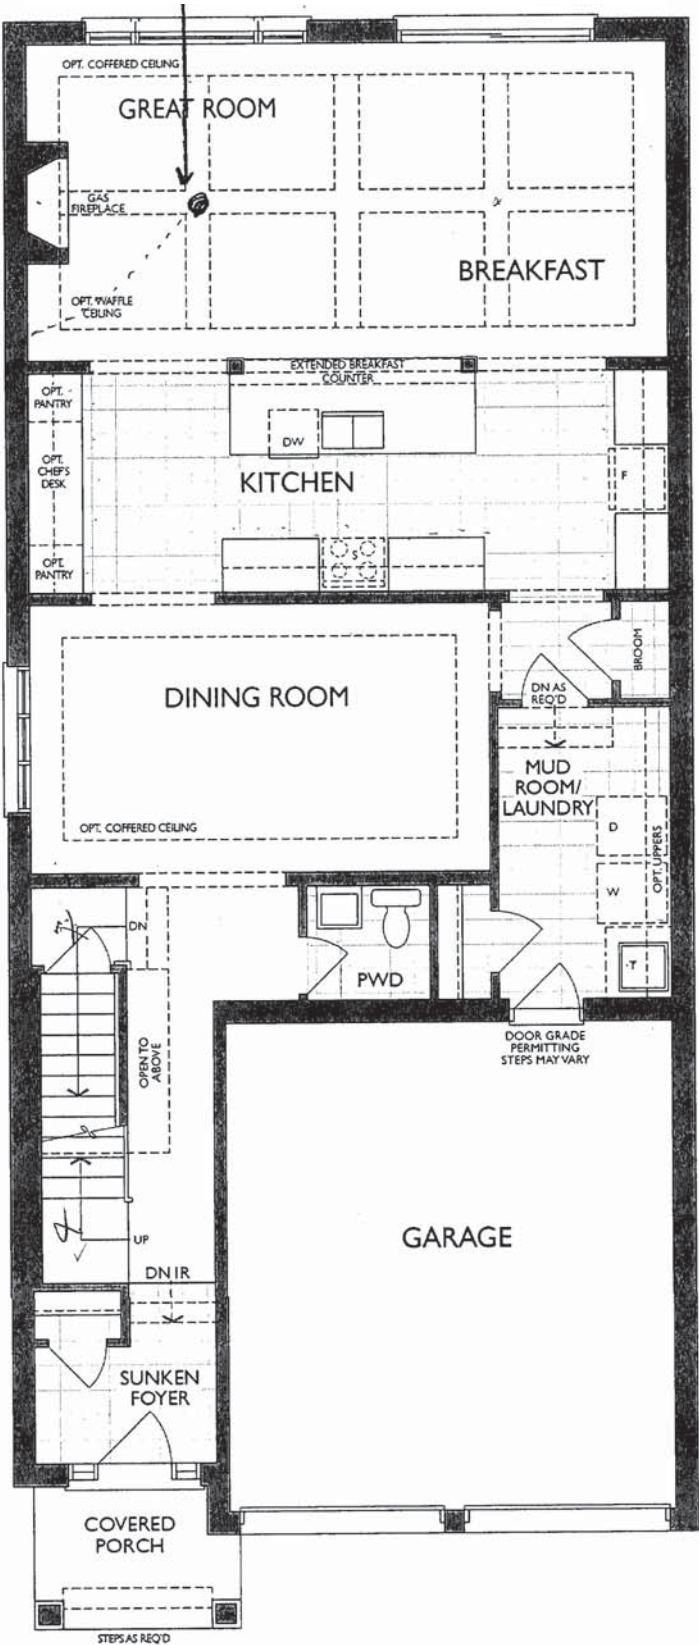 OPT. COFFERED CEILING
GREAT ROOM
GAS
FIREPLACE
BREAKFAST
OPT. WAFFLE
CEILING
EXTENDED BREAKFAST
COUNTER
OPT.
PANTRY
DW
OPT.
CHEF'S
DESK
KITCHEN
F
S
OPT.
PANTRY
BROOM
DINING ROOM
DN AS
REQ'D
MUD
ROOM/
LAUNDRY
D
OPT. UPPERS
OPT. COFFERED CEILING
W
DN
T
PWD
OPEN TO
ABOVE
DOOR GRADE
PERMITTING
STEPS MAY VARY
GARAGE
UP
DN IR
SUNKEN
FOYER
COVERED
PORCH
STEPS AS REQ'D